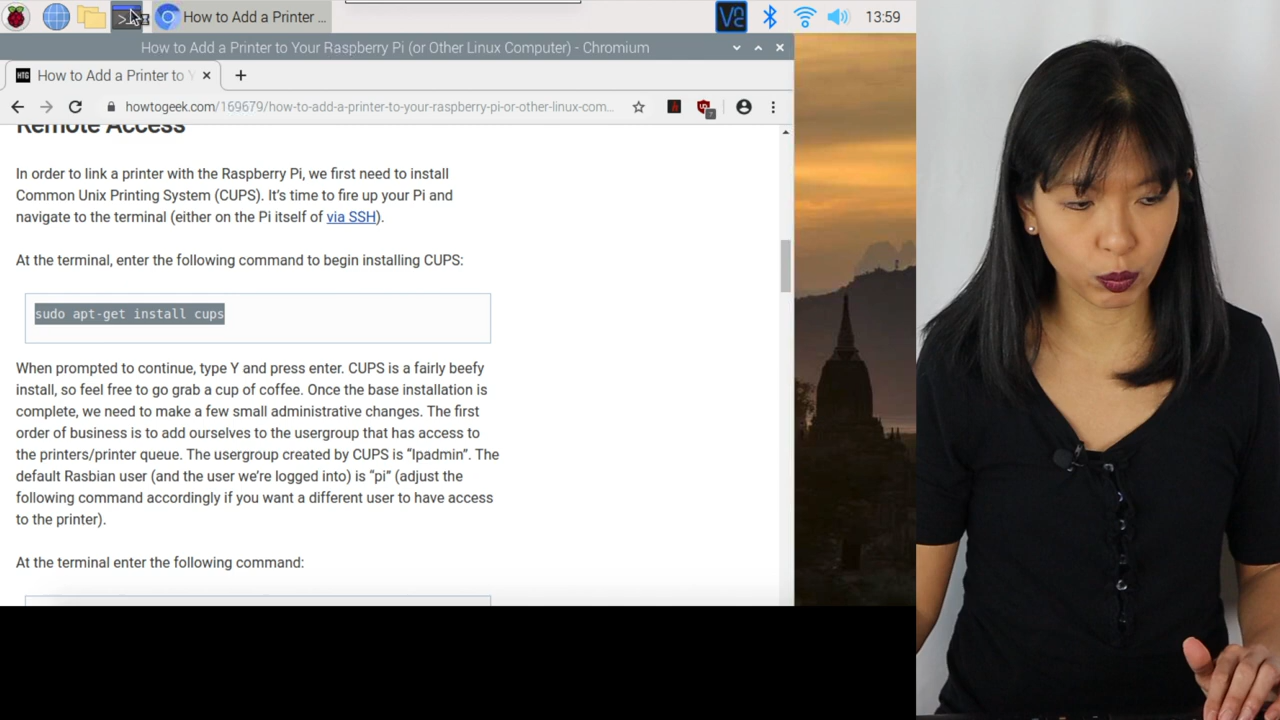 How to Add a Printer ...
13:59
How to Add a Printer to Your Raspberry Pi (or Other Linux Computer) - Chromium
HTG How to Add a Printer to Y
howtogeek.com/169679/how-to-add-a-printer-to-your-raspberry-pi-or-other-linux-com...
7
Remote Access
In order to link a printer with the Raspberry Pi, we first need to install
Common Unix Printing System (CUPS). It’s time to fire up your Pi and
navigate to the terminal (either on the Pi itself of via SSH).
At the terminal, enter the following command to begin installing CUPS:
sudo apt-get install cups
When prompted to continue, type Y and press enter. CUPS is a fairly beefy
install, so feel free to go grab a cup of coffee. Once the base installation is
complete, we need to make a few small administrative changes. The first
order of business is to add ourselves to the usergroup that has access to
the printers/printer queue. The usergroup created by CUPS is “lpadmin”. The
default Rasbian user (and the user we’re logged into) is “pi” (adjust the
following command accordingly if you want a different user to have access
to the printer).
At the terminal enter the following command: